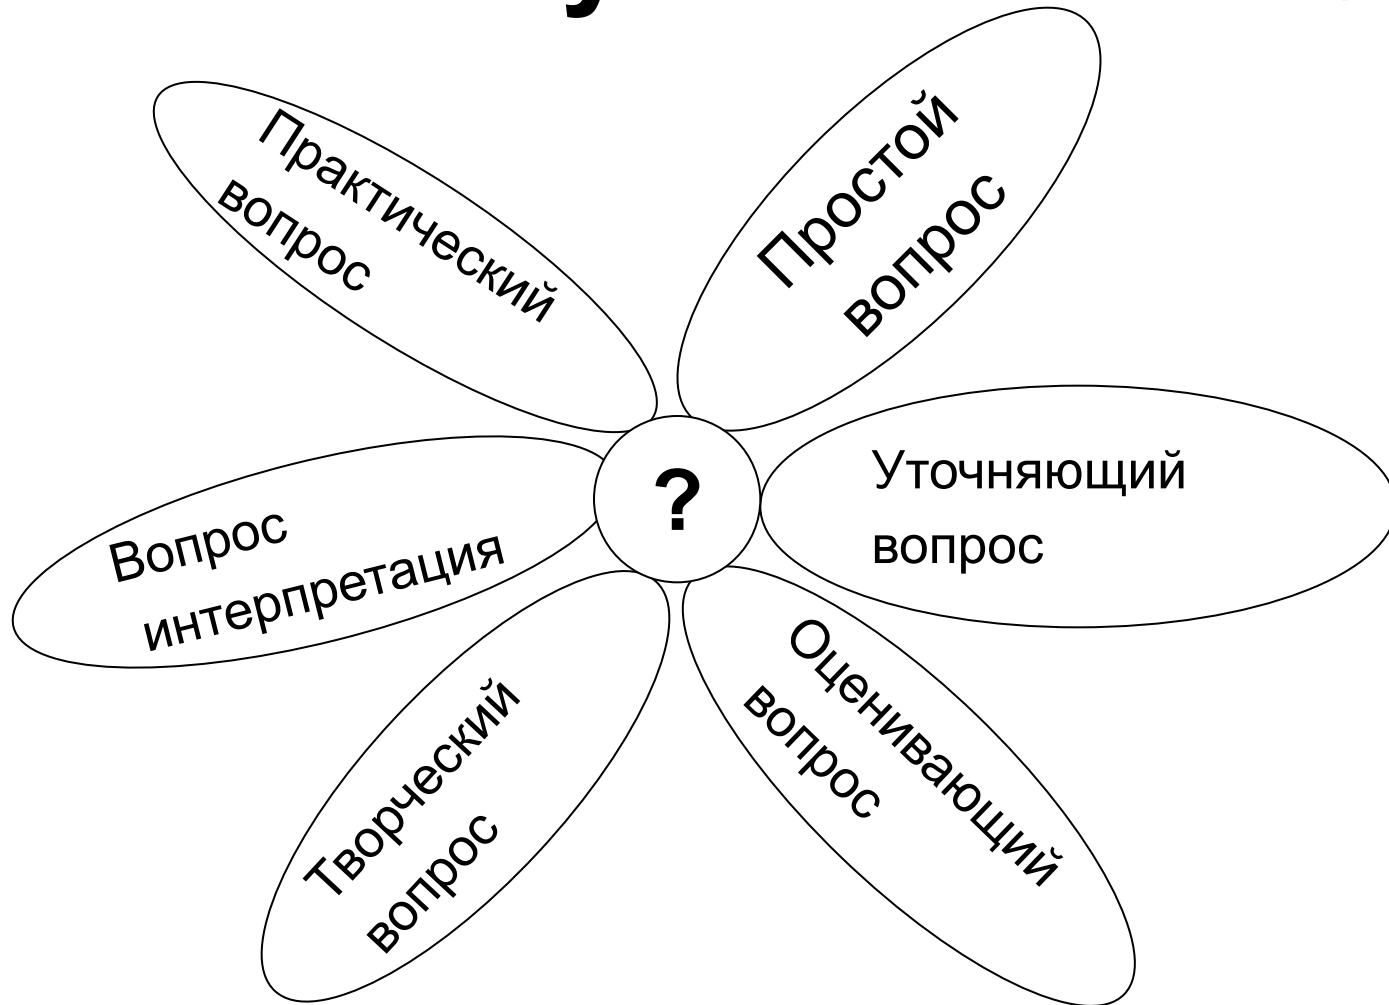 Практический
вопрос
Простой
вопрос
?
Уточняющий
вопрос
Вопрос
интерпретация
Творческий
вопрос
Оценивающий
вопрос